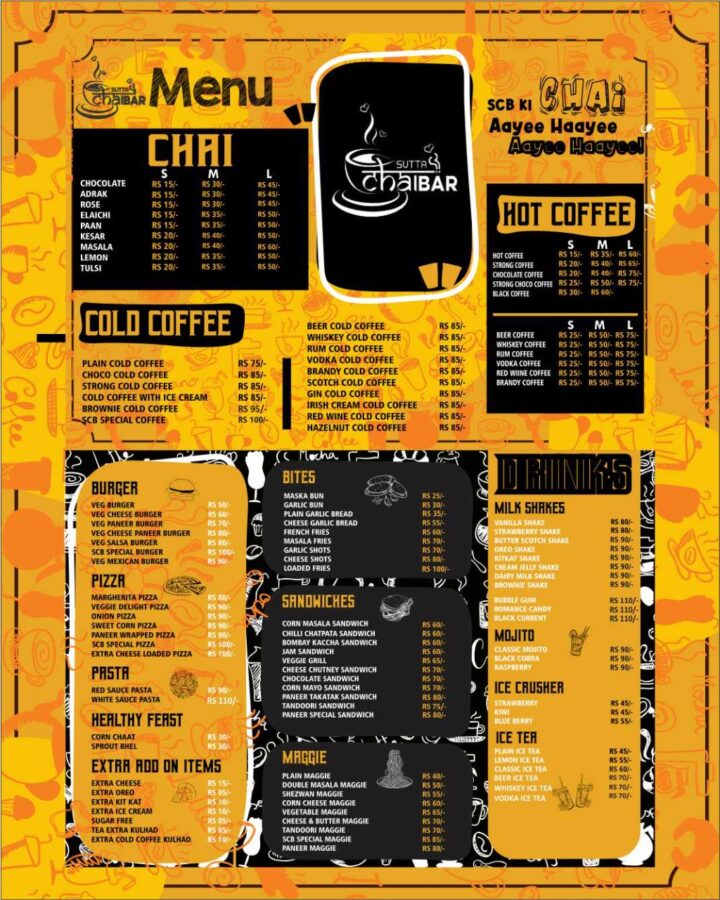 SUTTA
ChaiBAR
Menu
CHAI
S M L
CHOCOLATE RS 15/- RS 30/- RS 45/-
ADRAK RS 15/- RS 30/- RS 45/-
ROSE RS 15/- RS 30/- RS 45/-
ELAICHI RS 15/- RS 35/- RS 50/-
PAAN RS 15/- RS 35/- RS 50/-
KESAR RS 20/- RS 40/- RS 50/-
MASALA RS 20/- RS 40/- RS 60/-
LEMON RS 20/- RS 35/- RS 50/-
TULSI RS 20/- RS 35/- RS 50/-
SUTTA
ChaiBAR
SCB KI CHAI
Aayee Haayee
Aayee Haayee!
HOT COFFEE
S M L
HOT COFFEE RS 15/- RS 35/- RS 60/-
STRONG COFFEE RS 20/- RS 40/- RS 65/-
CHOCOLATE COFFEE RS 20/- RS 40/- RS 75/-
STRONG CHOCO COFFEE RS 25/- RS 50/- RS 75/-
BLACK COFFEE RS 30/- RS 60/-
S M L
BEER COFFEE RS 25/- RS 50/- RS 75/-
WHISKEY COFFEE RS 25/- RS 50/- RS 75/-
RUM COFFEE RS 25/- RS 50/- RS 75/-
VODKA COFFEE RS 25/- RS 50/- RS 75/-
RED WINE COFFEE RS 25/- RS 50/- RS 75/-
BRANDY COFFEE RS 25/- RS 50/- RS 75/-
COLD COFFEE
PLAIN COLD COFFEE RS 75/-
CHOCO COLD COFFEE RS 85/-
STRONG COLD COFFEE RS 85/-
COLD COFFEE WITH ICE CREAM RS 85/-
BROWNIE COLD COFFEE RS 95/-
SCB SPECIAL COFFEE RS 100/-
BEER COLD COFFEE RS 85/-
WHISKEY COLD COFFEE RS 85/-
RUM COLD COFFEE RS 85/-
VODKA COLD COFFEE RS 85/-
BRANDY COLD COFFEE RS 85/-
SCOTCH COLD COFFEE RS 85/-
GIN COLD COFFEE RS 85/-
IRISH CREAM COLD COFFEE RS 85/-
RED WINE COLD COFFEE RS 85/-
HAZELNUT COLD COFFEE RS 85/-
Coffee
Mocha
BURGER
VEG BURGER RS 50/-
VEG CHEESE BURGER RS 60/-
VEG PANEER BURGER RS 70/-
VEG CHEESE PANEER BURGER RS 80/-
VEG SALSA BURGER RS 80/-
SCB SPECIAL BURGER RS 100/-
VEG MEXICAN BURGER RS 90/-
PIZZA
MARGHERITA PIZZA RS 60/-
VEGGIE DELIGHT PIZZA RS 90/-
ONION PIZZA RS 90/-
SWEET CORN PIZZA RS 90/-
PANEER WRAPPED PIZZA RS 90/-
SCB SPECIAL PIZZA RS 100/-
EXTRA CHEESE LOADED PIZZA RS 100/-
PASTA
RED SAUCE PASTA RS 90/-
WHITE SAUCE PASTA RS 110/-
HEALTHY FEAST
CORN CHAAT RS 30/-
SPROUT BHEL RS 30/-
EXTRA ADD ON ITEMS
EXTRA CHEESE RS 15/-
EXTRA OREO RS 05/-
EXTRA KIT KAT RS 10/-
EXTRA ICE CREAM RS 10/-
SUGAR FREE RS 05/-
TEA EXTRA KULHAD RS 05/-
EXTRA COLD COFFEE KULHAD RS 10/-
BITES
MASKA BUN RS 25/-
GARLIC BUN RS 30/-
PLAIN GARLIC BREAD RS 35/-
CHEESE GARLIC BREAD RS 55/-
FRENCH FRIES RS 60/-
MASALA FRIES RS 70/-
GARLIC SHOTS RS 70/-
CHEESE SHOTS RS 80/-
LOADED FRIES RS 100/-
SANDWICHES
CORN MASALA SANDWICH RS 60/-
CHILLI CHATPATA SANDWICH RS 60/-
BOMBAY KACCHA SANDWICH RS 60/-
JAM SANDWICH RS 60/-
VEGGIE GRILL RS 65/-
CHEESE CHUTNEY SANDWICH RS 70/-
CHOCOLATE SANDWICH RS 70/-
CORN MAYO SANDWICH RS 70/-
PANEER TAKATAK SANDWICH RS 80/-
TANDOORI SANDWICH RS 75/-
PANEER SPECIAL SANDWICH RS 80/-
MAGGIE
PLAIN MAGGIE RS 40/-
DOUBLE MASALA MAGGIE RS 50/-
SHEZWAN MAGGIE RS 55/-
CORN CHEESE MAGGIE RS 60/-
VEGETABLE MAGGIE RS 65/-
CHEESE & BUTTER MAGGIE RS 70/-
TANDOORI MAGGIE RS 70/-
SCB SPECIAL MAGGIE RS 85/-
PANEER MAGGIE RS 80/-
DRINKS
MILK SHAKES
VANILLA SHAKE RS 80/-
STRAWBERRY SHAKE RS 80/-
BUTTER SCOTCH SHAKE RS 90/-
OREO SHAKE RS 90/-
KITKAT SHAKE RS 90/-
CREAM JELLY SHAKE RS 90/-
DAIRY MILK SHAKE RS 90/-
BROWNIE SHAKE RS 90/-
BUBBLE GUM RS 110/-
ROMANCE CANDY RS 110/-
BLACK CURRENT RS 110/-
MOJITO
CLASSIC MOJITO RS 90/-
BLACK COBRA RS 90/-
RASPBERRY RS 90/-
ICE CRUSHER
STRAWBERRY RS 45/-
KIWI RS 45/-
BLUE BERRY RS 55/-
ICE TEA
PLAIN ICE TEA RS 45/-
LEMON ICE TEA RS 55/-
CLASSIC ICE TEA RS 60/-
BEER ICE TEA RS 70/-
WHISKEY ICE TEA RS 70/-
VODKA ICE TEA RS 70/-